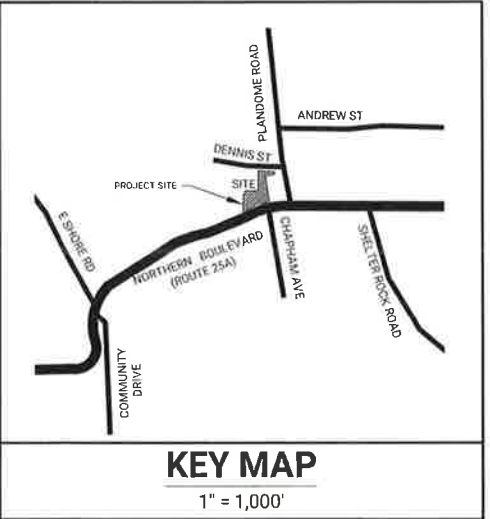 PLANDOME ROAD
ANDREW ST
DENNIS ST
PROJECT SITE
SITE
E SHORE RD
NORTHERN BOULEVARD
(ROUTE 25A)
CHAPHAM AVE
SHELTER ROCK ROAD
COMMUNITY
DRIVE
KEY MAP
1" = 1,000'